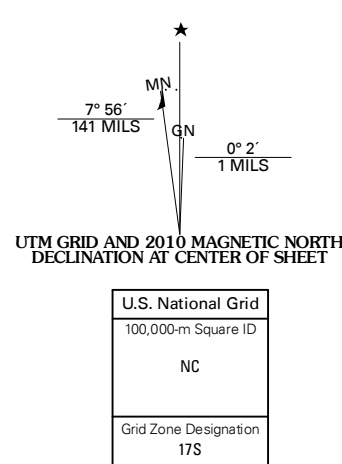 ★
MN
7° 56´
141 MILS
GN
0° 2´
1 MILS
UTM GRID AND 2010 MAGNETIC NORTH
DECLINATION AT CENTER OF SHEET
U.S. National Grid
100,000-m Square ID
NC
Grid Zone Designation
17S